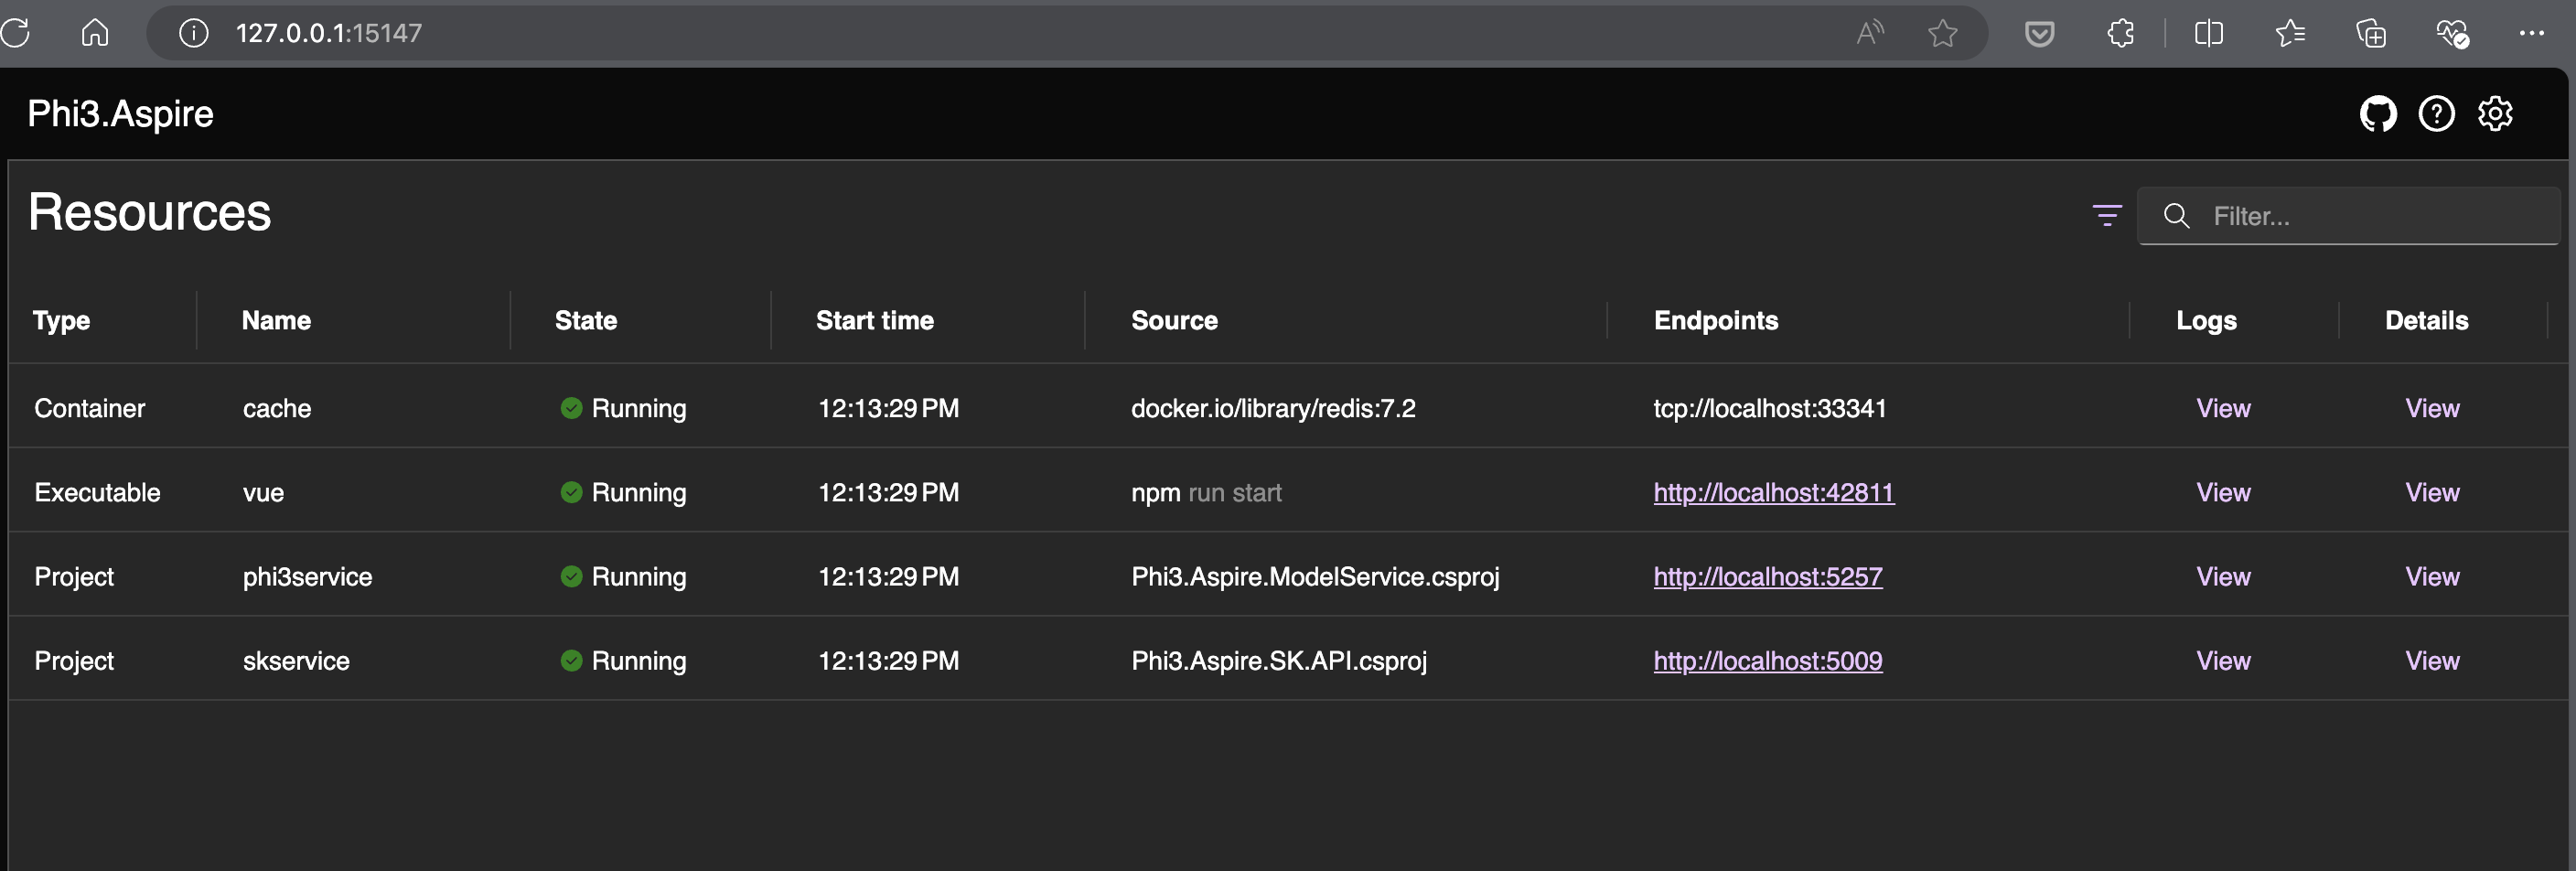 127.0.0.1:15147
Phi3.Aspire
Resources
Filter...
Type Name State Start time Source Endpoints Logs Details
Container cache Running 12:13:29 PM docker.io/library/redis:7.2 tcp://localhost:33341 View View
Executable vue Running 12:13:29 PM npm run start http://localhost:42811 View View
Project phi3service Running 12:13:29 PM Phi3.Aspire.ModelService.csproj http://localhost:5257 View View
Project skservice Running 12:13:29 PM Phi3.Aspire.SK.API.csproj http://localhost:5009 View View